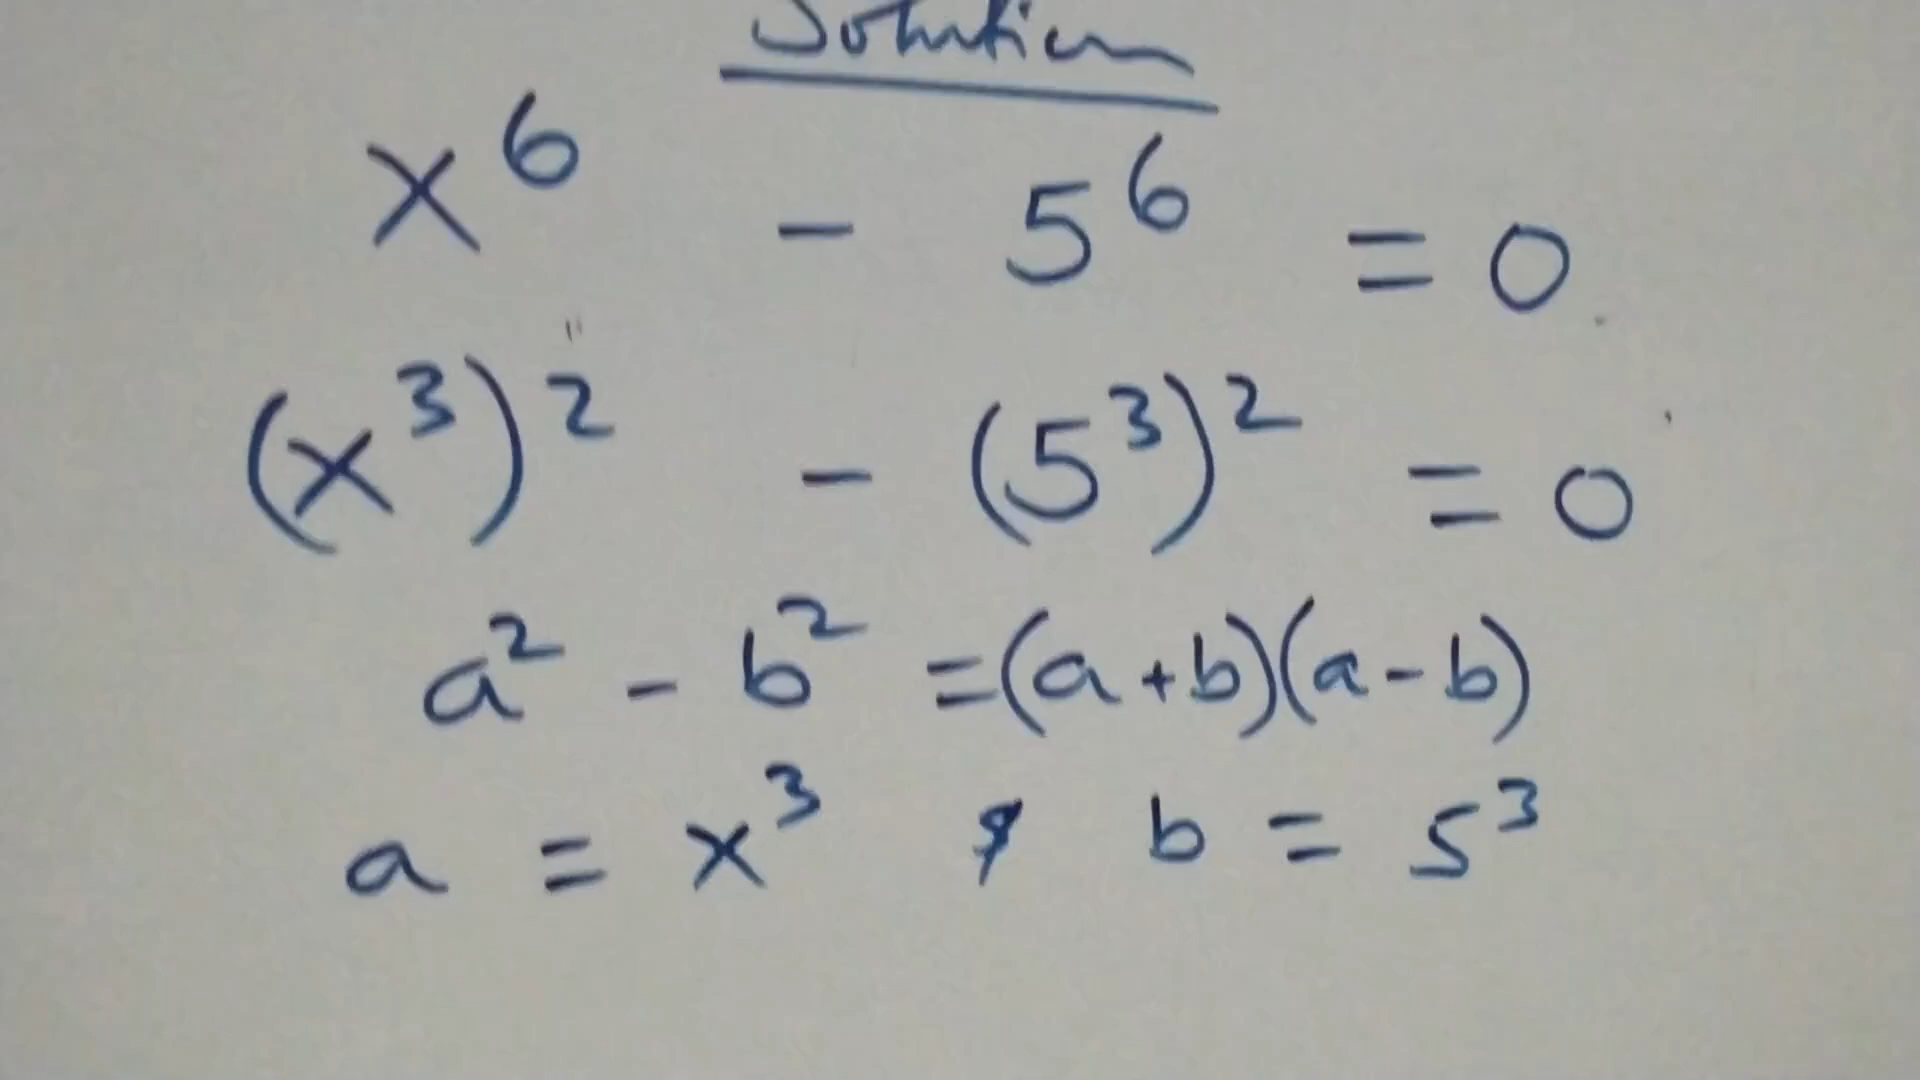 Solution
x⁶ - 5⁶ = 0
(x³)² - (5³)² = 0
a² - b² = (a + b)(a - b)
a = x³ , b = 5³